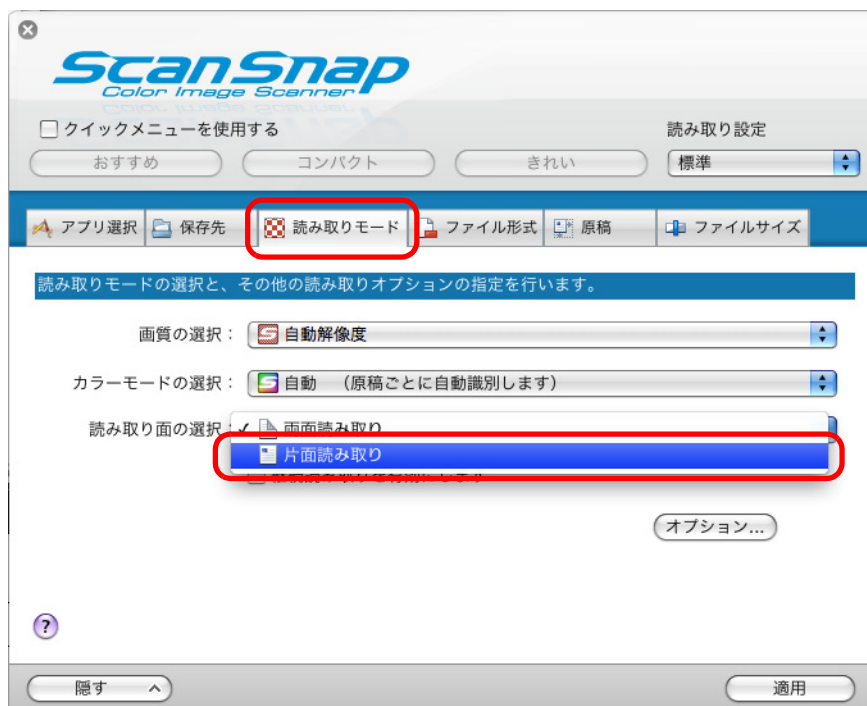 ScanSnap
Color Image Scanner
クイックメニューを使用する
読み取り設定
おすすめ コンパクト きれい 標準
アプリ選択 保存先 読み取りモード ファイル形式 原稿 ファイルサイズ
読み取りモードの選択と、その他の読み取りオプションの指定を行います。
画質の選択： 自動解像度
カラーモードの選択： 自動 （原稿ごとに自動識別します）
読み取り面の選択 ✓ 両面読み取り
片面読み取り
オプション...
?
隠す 適用